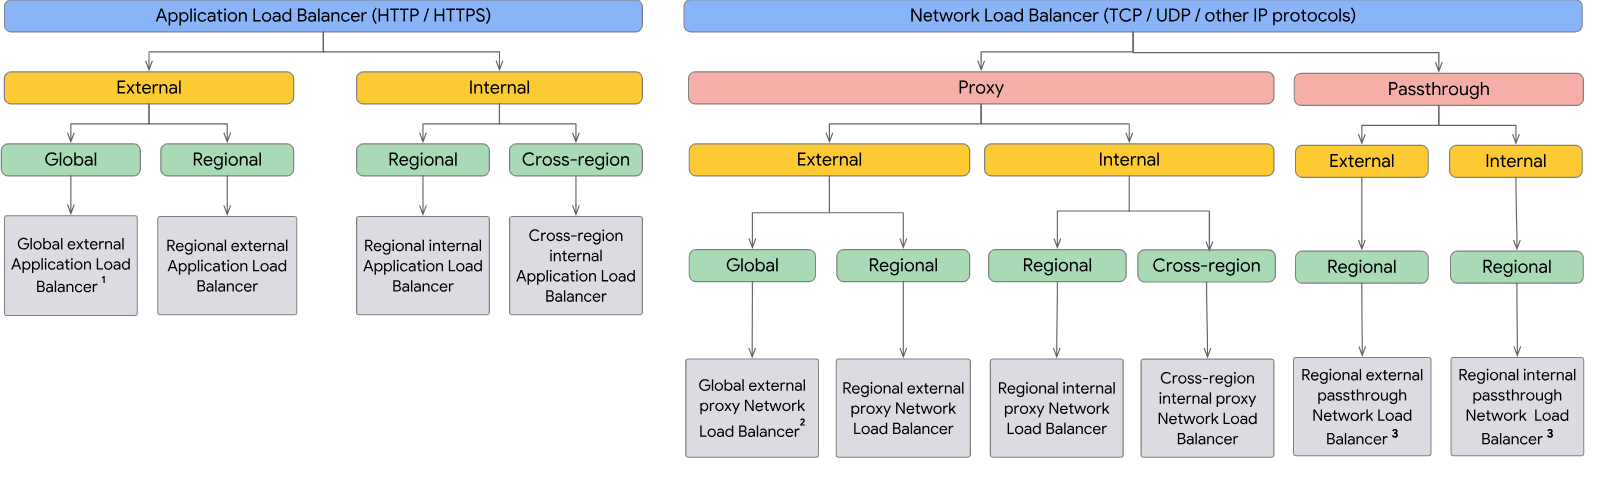 Application Load Balancer (HTTP / HTTPS)
Network Load Balancer (TCP / UDP / other IP protocols)
External
Internal
Proxy
Passthrough
Global
Regional
Regional
Cross-region
External
Internal
External
Internal
Global external
Application Load
Balancer 1
Regional external
Application Load
Balancer
Regional internal
Application Load
Balancer
Cross-region
internal
Application Load
Balancer
Global
Regional
Regional
Cross-region
Regional
Regional
Global external
proxy Network
Load Balancer2
Regional external
proxy Network
Load Balancer
Regional internal
proxy Network
Load Balancer
Cross-region
internal proxy
Network Load
Balancer
Regional external
passthrough
Network Load
Balancer 3
Regional internal
passthrough
Network Load
Balancer 3